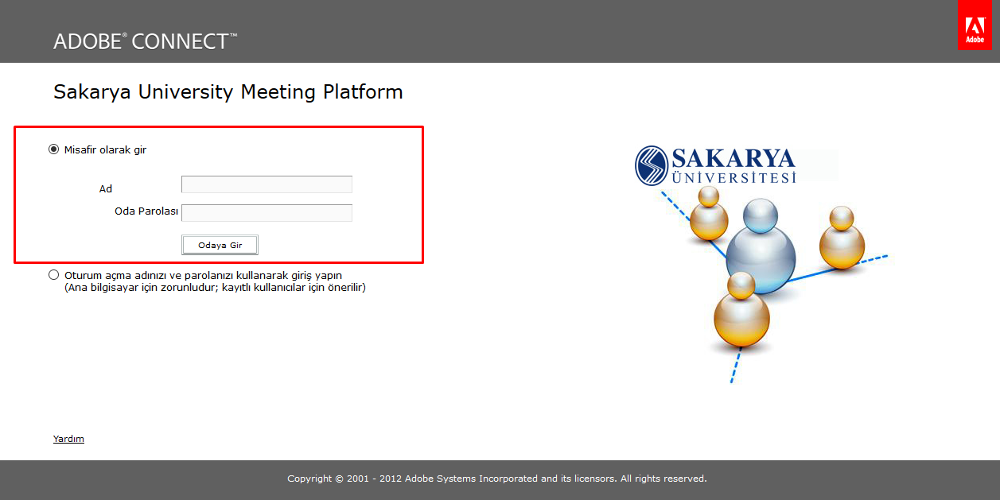 ADOBE® CONNECT™
Adobe
Sakarya University Meeting Platform
Misafir olarak gir
Ad
Oda Parolası
Odaya Gir
Oturum açma adınızı ve parolanızı kullanarak giriş yapın
(Ana bilgisayar için zorunludur; kayıtlı kullanıcılar için önerilir)
SAKARYA
ÜNİVERSİTESİ
Yardım
Copyright © 2001 - 2012 Adobe Systems Incorporated and its licensors. All rights reserved.